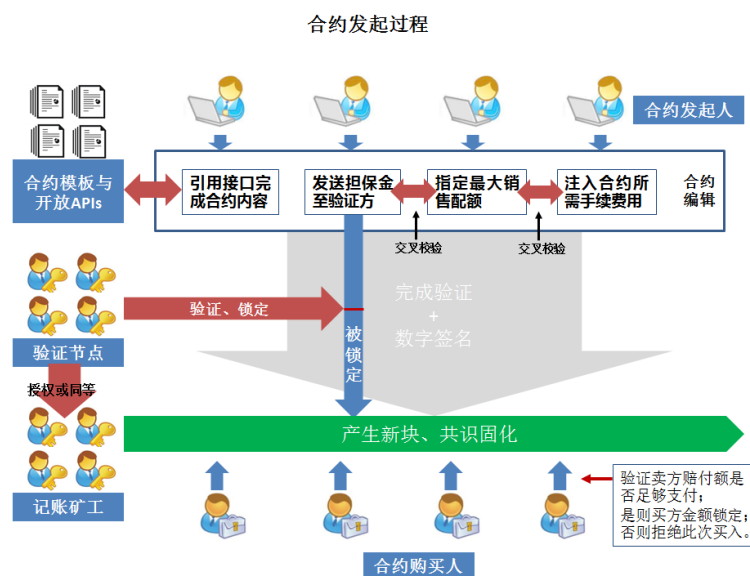 合约发起过程
合约发起人
合约模板与
开放APIs
引用接口完
成合约内容
发送担保金
至验证方
指定最大销
售配额
注入合约所
需手续费用
合约
编辑
交叉校验
交叉校验
完成验证
+
数字签名
验证、锁定
被锁定
验证节点
授权或同等
产生新块、共识固化
记账矿工
合约购买人
验证卖方赔付额是
否足够支付；
是则买方金额锁定；
否则拒绝此次买入。